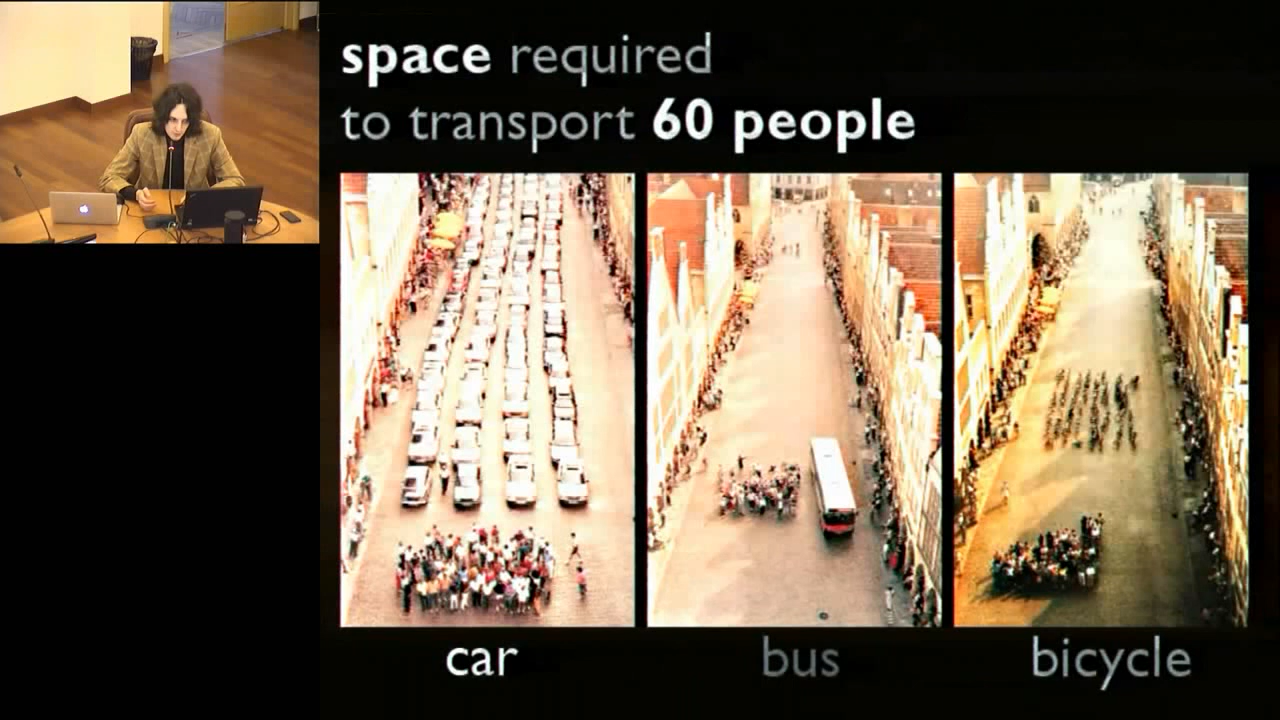 space required
to transport 60 people
car
bus
bicycle